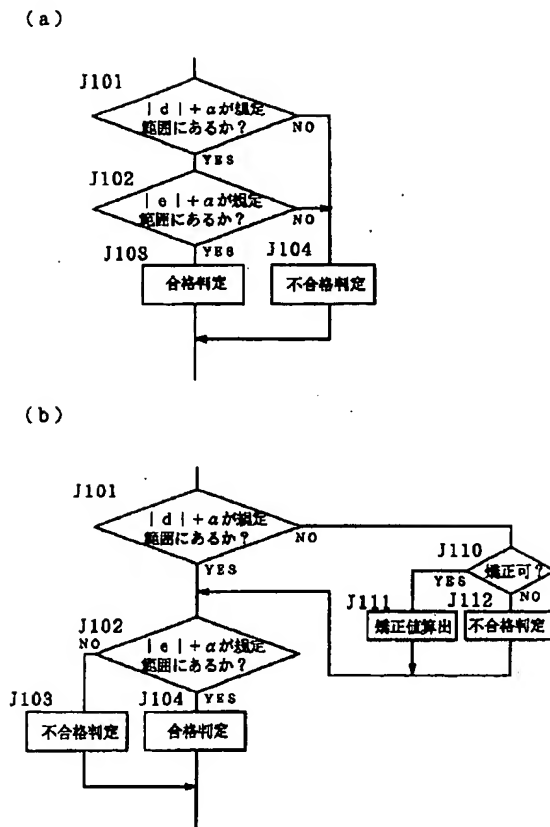 (a)
J101
|d|+αが規定
範囲にあるか?
NO
YES
J102
|e|+αが規定
範囲にあるか?
NO
YES
J103
J104
合格判定
不合格判定
(b)
J101
|d|+αが規定
範囲にあるか?
NO
YES
J110
矯正可?
YES
NO
J111
J112
矯正値算出
不合格判定
J102
NO
|e|+αが規定
範囲にあるか?
YES
J103
J104
不合格判定
合格判定